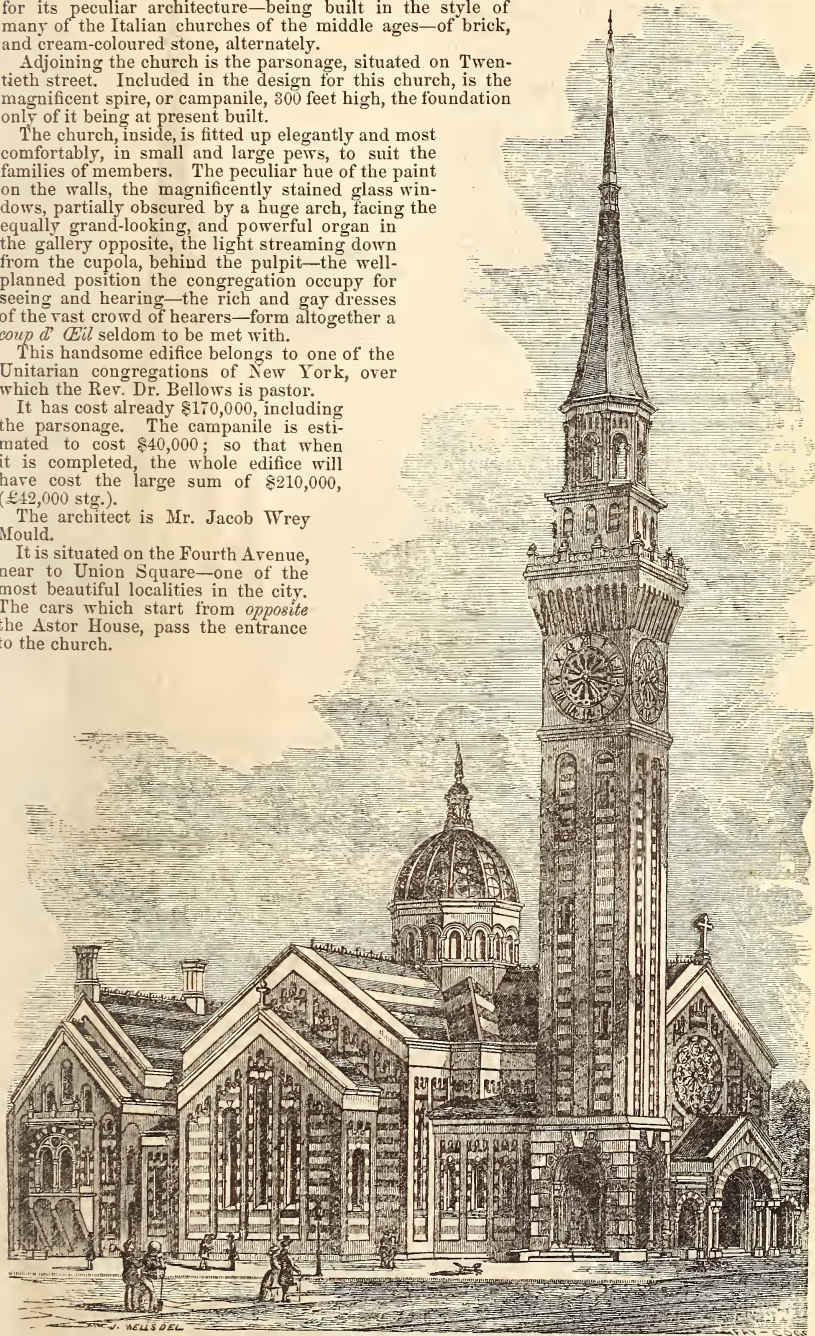 for its peculiar architecture—being built in the style of
many of the Italian churches of the middle ages—of brick,
and cream-coloured stone, alternately.
Adjoining the church is the parsonage, situated on Twen-
tieth street. Included in the design for this church, is the
magnificent spire, or campanile, 300 feet high, the foundation
only of it being at present built.
The church, inside, is fitted up elegantly and most
comfortably, in small and large pews, to suit the
families of members. The peculiar hue of the paint
on the walls, the magnificently stained glass win-
dows, partially obscured by a huge arch, facing the
equally grand-looking, and powerful organ in
the gallery opposite, the light streaming down
from the cupola, behind the pulpit—the well-
planned position the congregation occupy for
seeing and hearing—the rich and gay dresses
of the vast crowd of hearers—form altogether a
coup d' Œil seldom to be met with.
This handsome edifice belongs to one of the
Unitarian congregations of New York, over
which the Rev. Dr. Bellows is pastor.
It has cost already $170,000, including
the parsonage. The campanile is esti-
mated to cost $40,000; so that when
it is completed, the whole edifice will
have cost the large sum of $210,000,
(£42,000 stg.).
The architect is Mr. Jacob Wrey
Mould.
It is situated on the Fourth Avenue,
near to Union Square—one of the
most beautiful localities in the city.
The cars which start from opposite
the Astor House, pass the entrance
to the church.
J. WELLS DEL